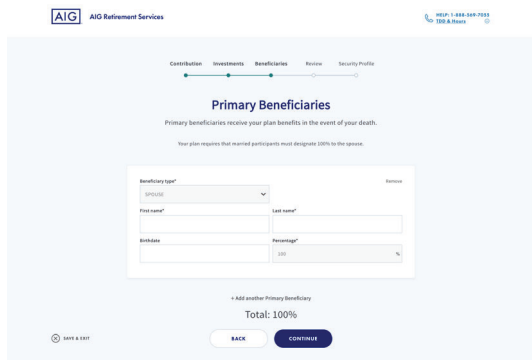 AIG
AIG Retirement Services
HELP: 1-888-569-7055
TDD & Hours
Contribution Investments Beneficiaries Review Security Profile
Primary Beneficiaries
Primary beneficiaries receive your plan benefits in the event of your death.
Your plan requires that married participants must designate 100% to the spouse.
Beneficiary type* Remove
SPOUSE
First name* Last name*
Birthdate Percentage*
100 %
+ Add another Primary Beneficiary
Total: 100%
SAVE & EXIT BACK CONTINUE